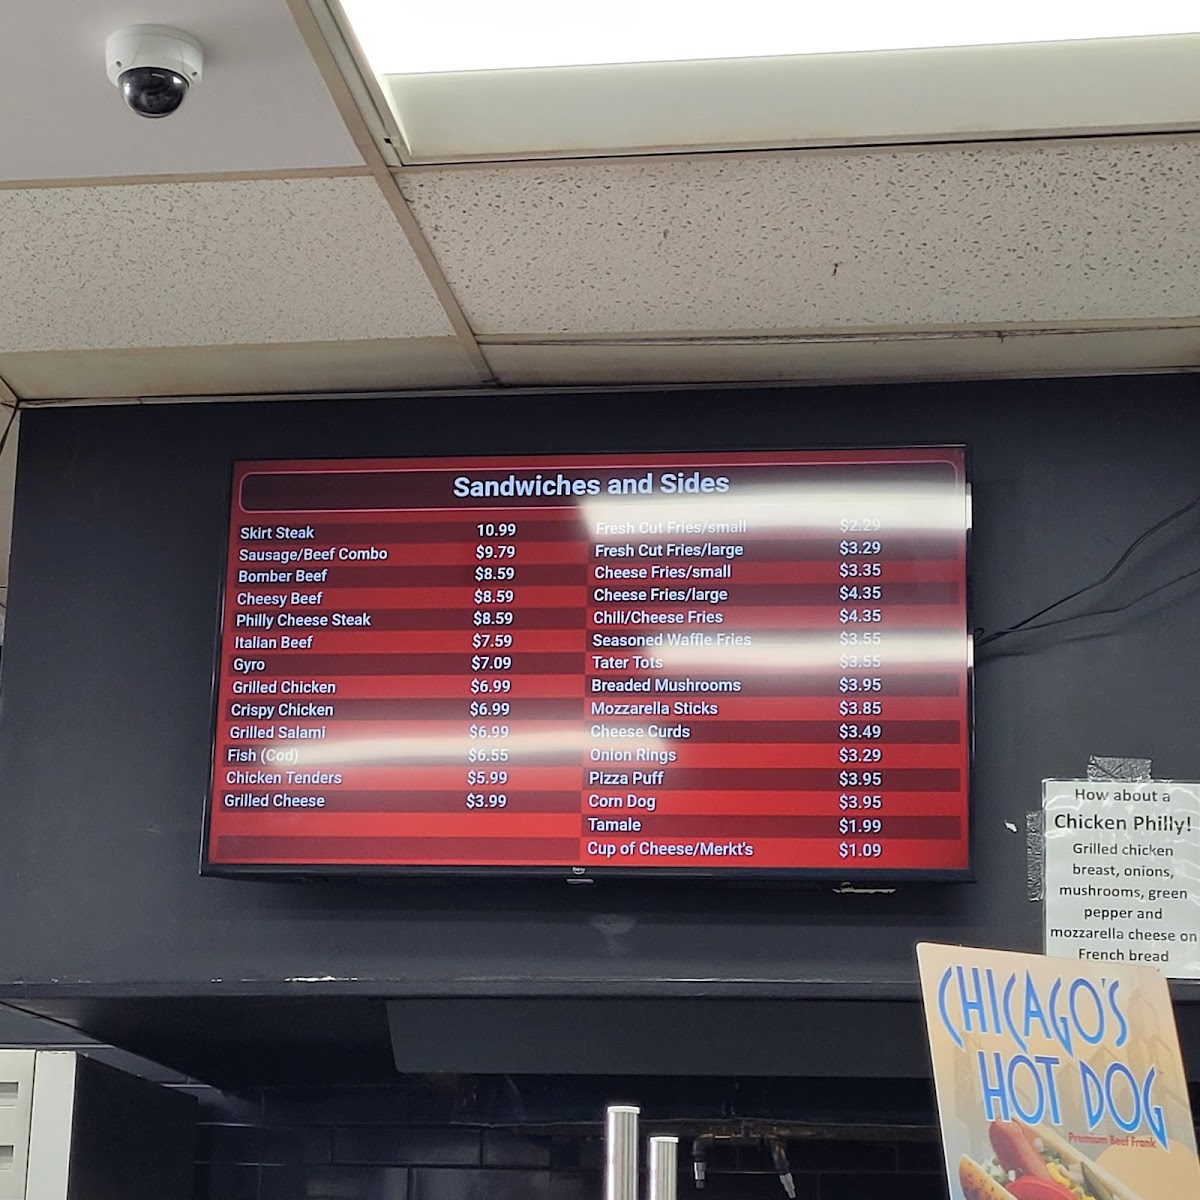 Sandwiches and Sides
Skirt Steak 10.99
Sausage/Beef Combo $9.79
Bomber Beef $8.59
Cheesy Beef $8.59
Philly Cheese Steak $8.59
Italian Beef $7.59
Gyro $7.09
Grilled Chicken $6.99
Crispy Chicken $6.99
Grilled Salami $6.99
Fish (Cod) $6.55
Chicken Tenders $5.99
Grilled Cheese $3.99
Fresh Cut Fries/small $2.29
Fresh Cut Fries/large $3.29
Cheese Fries/small $3.35
Cheese Fries/large $4.35
Chili/Cheese Fries $4.35
Seasoned Waffle Fries $3.55
Tater Tots $3.55
Breaded Mushrooms $3.95
Mozzarella Sticks $3.85
Cheese Curds $3.49
Onion Rings $3.29
Pizza Puff $3.95
Corn Dog $3.95
Tamale $1.99
Cup of Cheese/Merkt's $1.09
How about a
Chicken Philly!
Grilled chicken
breast, onions,
mushrooms, green
pepper and
mozzarella cheese on
French bread
CHICAGO'S
HOT DOG
Premium Beef Frank